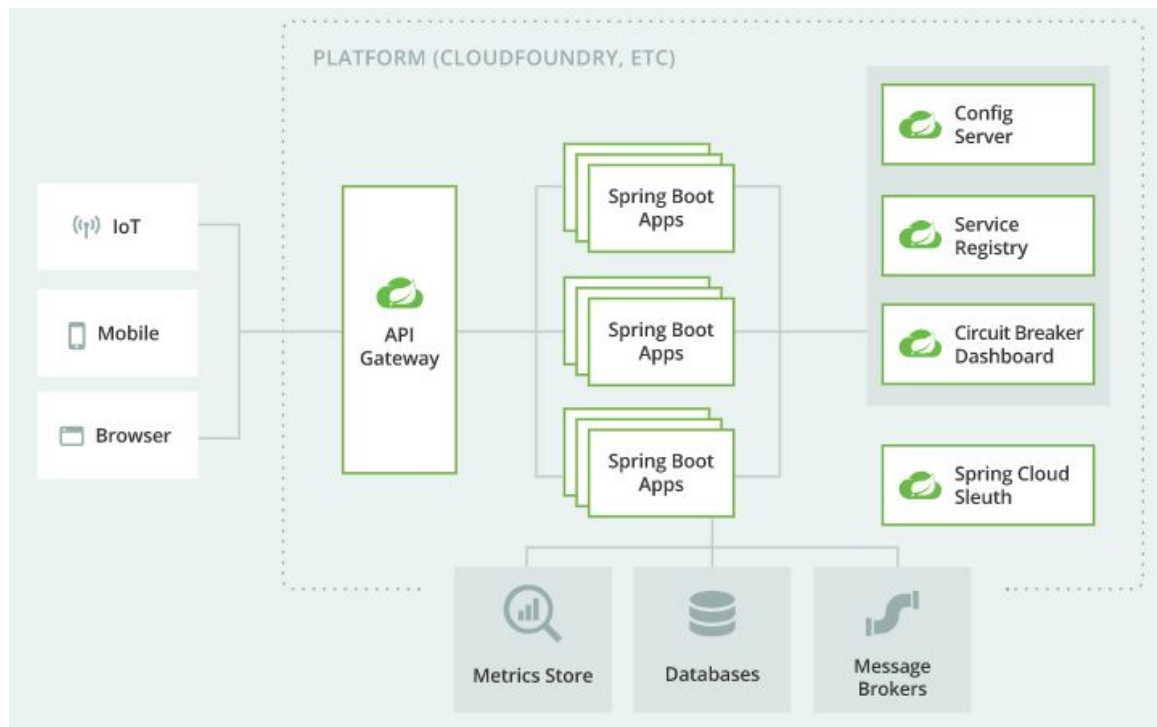 PLATFORM (CLOUDFOUNDRY, ETC)
IoT
Mobile
Browser
API
Gateway
Spring Boot
Apps
Spring Boot
Apps
Spring Boot
Apps
Config
Server
Service
Registry
Circuit Breaker
Dashboard
Spring Cloud
Sleuth
Metrics Store
Databases
Message
Brokers